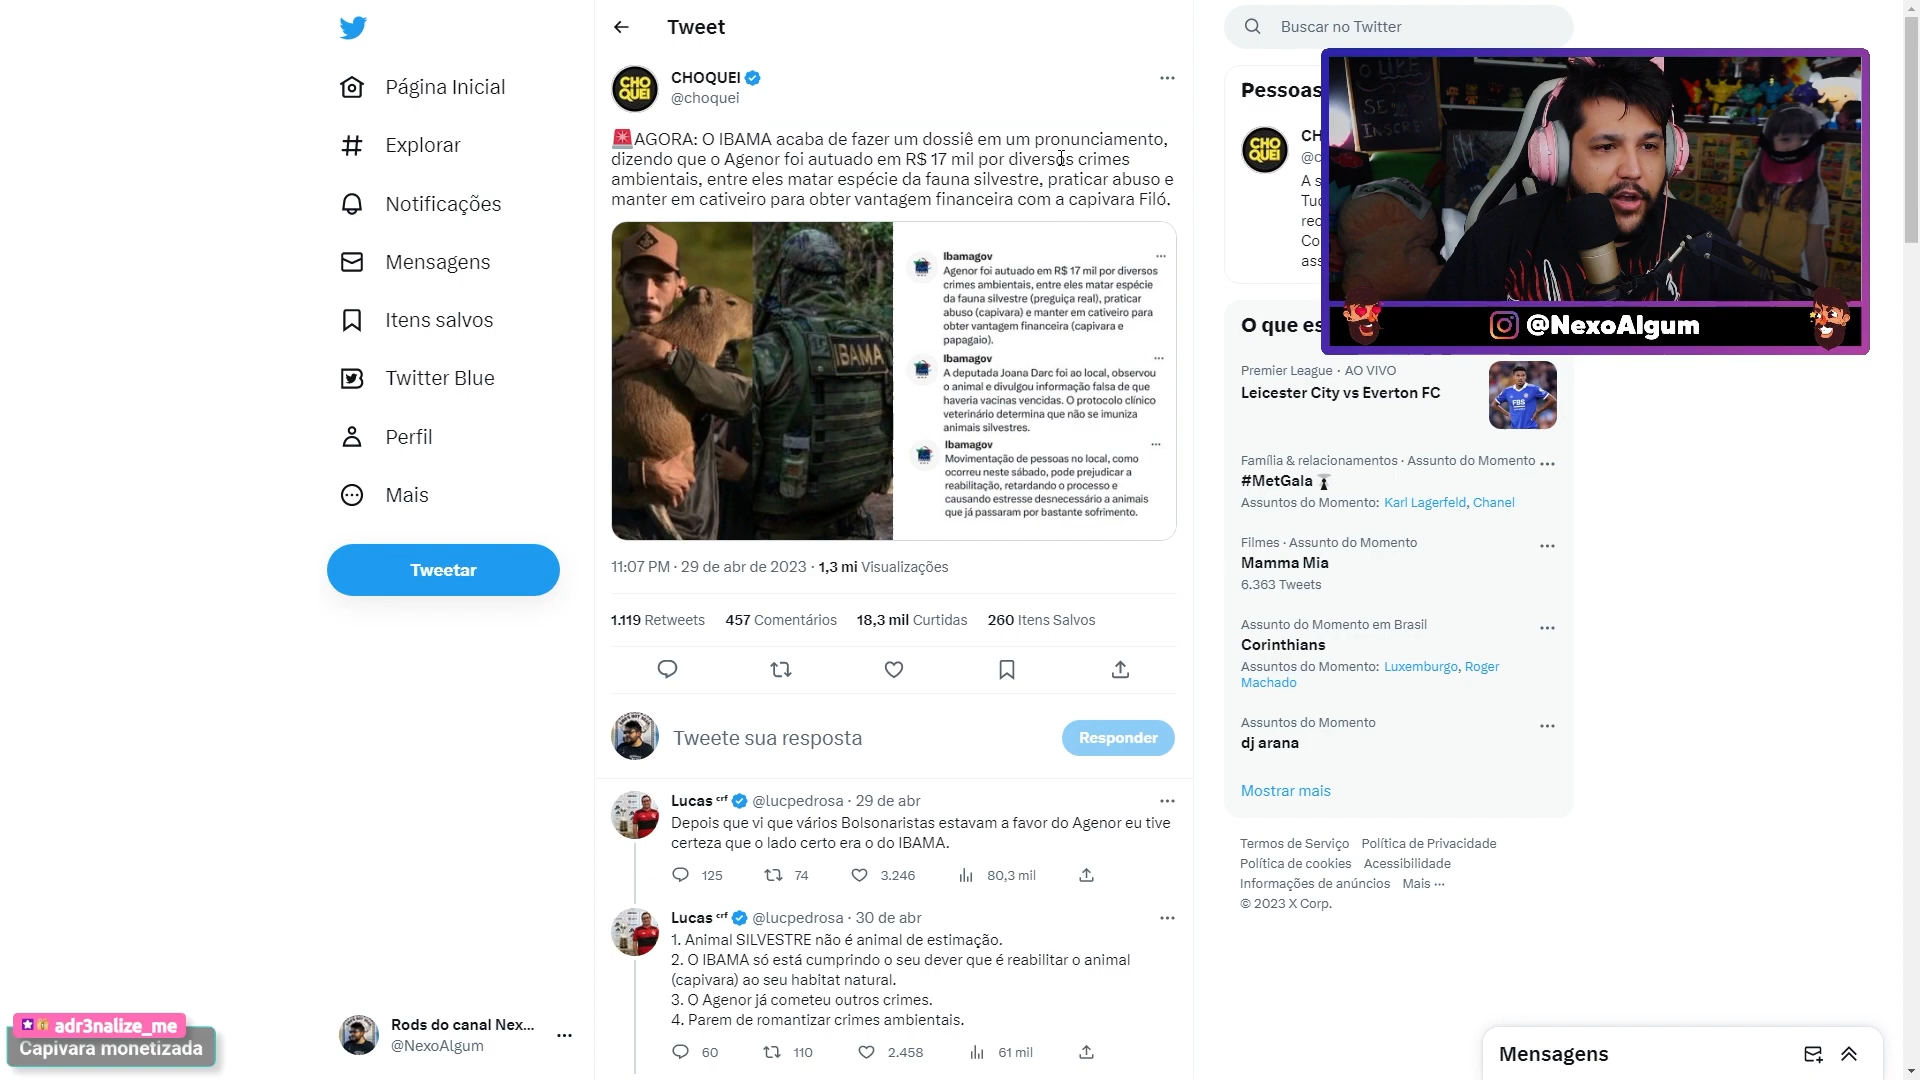 Página Inicial
Explorar
Notificações
Mensagens
Itens salvos
Twitter Blue
Perfil
Mais
Tweetar
Rods do canal Nex...
@NexoAlgum
adr3nalize_me
Capivara monetizada
Tweet
CHO
QUEI
CHOQUEI
@choquei
AGORA: O IBAMA acaba de fazer um dossiê em um pronunciamento,
dizendo que o Agenor foi autuado em R$ 17 mil por diversos crimes
ambientais, entre eles matar espécie da fauna silvestre, praticar abuso e
manter em cativeiro para obter vantagem financeira com a capivara Filó.
IBAMA
Ibamagov
Agenor foi autuado em R$ 17 mil por diversos
crimes ambientais, entre eles matar espécie
da fauna silvestre (preguiça real), praticar
abuso (capivara) e manter em cativeiro para
obter vantagem financeira (capivara e
papagaio).
Ibamagov
A deputada Joana Darc foi ao local, observou
o animal e divulgou informação falsa de que
haveria vacinas vencidas. O protocolo clínico
veterinário determina que não se imuniza
animais silvestres.
Ibamagov
Movimentação de pessoas no local, como
ocorreu neste sábado, pode prejudicar a
reabilitação, retardando o processo e
causando estresse desnecessário a animais
que já passaram por bastante sofrimento.
11:07 PM · 29 de abr de 2023 · 1,3 mi Visualizações
1.119 Retweets 457 Comentários 18,3 mil Curtidas 260 Itens Salvos
Tweete sua resposta
Responder
Lucas ᶜʳᶠ @lucpedrosa · 29 de abr
Depois que vi que vários Bolsonaristas estavam a favor do Agenor eu tive
certeza que o lado certo era o do IBAMA.
125 74 3.246 80,3 mil
Lucas ᶜʳᶠ @lucpedrosa · 30 de abr
1. Animal SILVESTRE não é animal de estimação.
2. O IBAMA só está cumprindo o seu dever que é reabilitar o animal
(capivara) ao seu habitat natural.
3. O Agenor já cometeu outros crimes.
4. Parem de romantizar crimes ambientais.
60 110 2.458 61 mil
Buscar no Twitter
Pessoas
CHO
QUEI
CH
@c
A s
Tu
rec
Co
ass
O LIKE
SE
INSCRE
@NexoAlgum
O que es
Premier League · AO VIVO
Leicester City vs Everton FC
FBS
Família & relacionamentos · Assunto do Momento
#MetGala
Assuntos do Momento: Karl Lagerfeld, Chanel
Filmes · Assunto do Momento
Mamma Mia
6.363 Tweets
Assunto do Momento em Brasil
Corinthians
Assuntos do Momento: Luxemburgo, Roger
Machado
Assuntos do Momento
dj arana
Mostrar mais
Termos de Serviço Política de Privacidade
Política de cookies Acessibilidade
Informações de anúncios Mais ···
© 2023 X Corp.
Mensagens